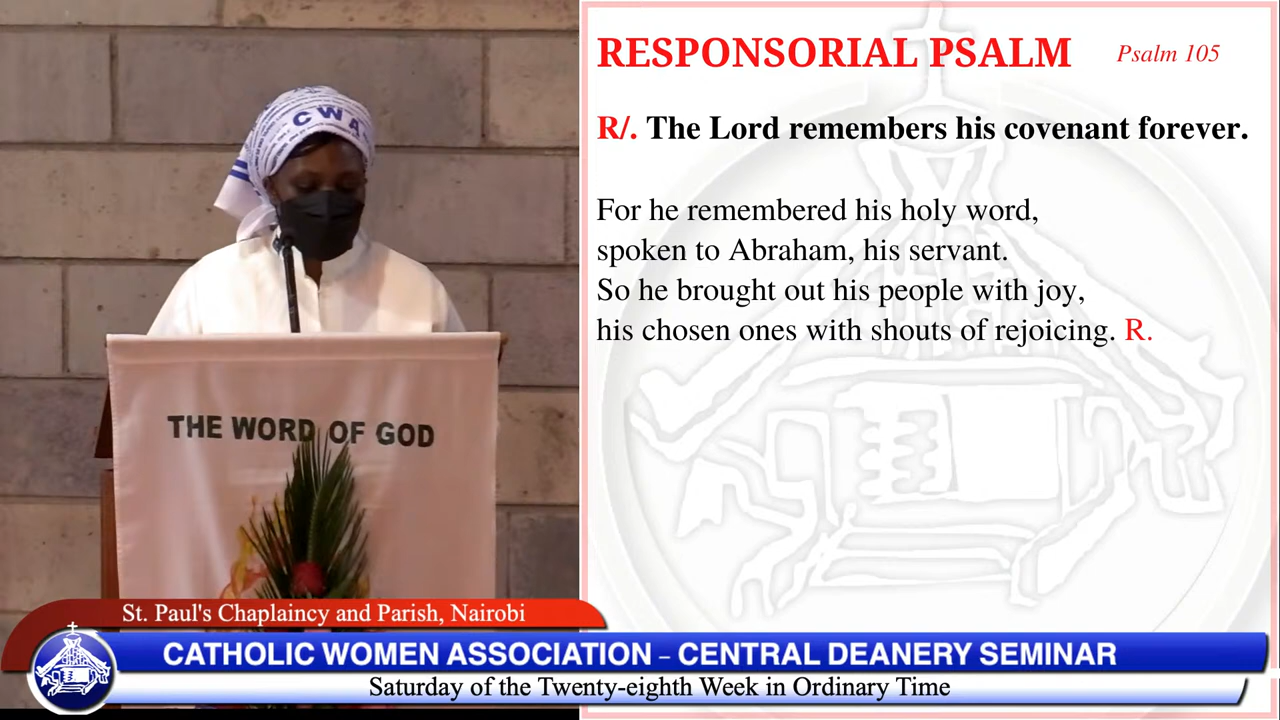 CWA
THE WORD OF GOD
RESPONSORIAL PSALM Psalm 105
R/. The Lord remembers his covenant forever.
For he remembered his holy word,
spoken to Abraham, his servant.
So he brought out his people with joy,
his chosen ones with shouts of rejoicing. R.
St. Paul's Chaplaincy and Parish, Nairobi
CATHOLIC WOMEN ASSOCIATION – CENTRAL DEANERY SEMINAR
Saturday of the Twenty-eighth Week in Ordinary Time